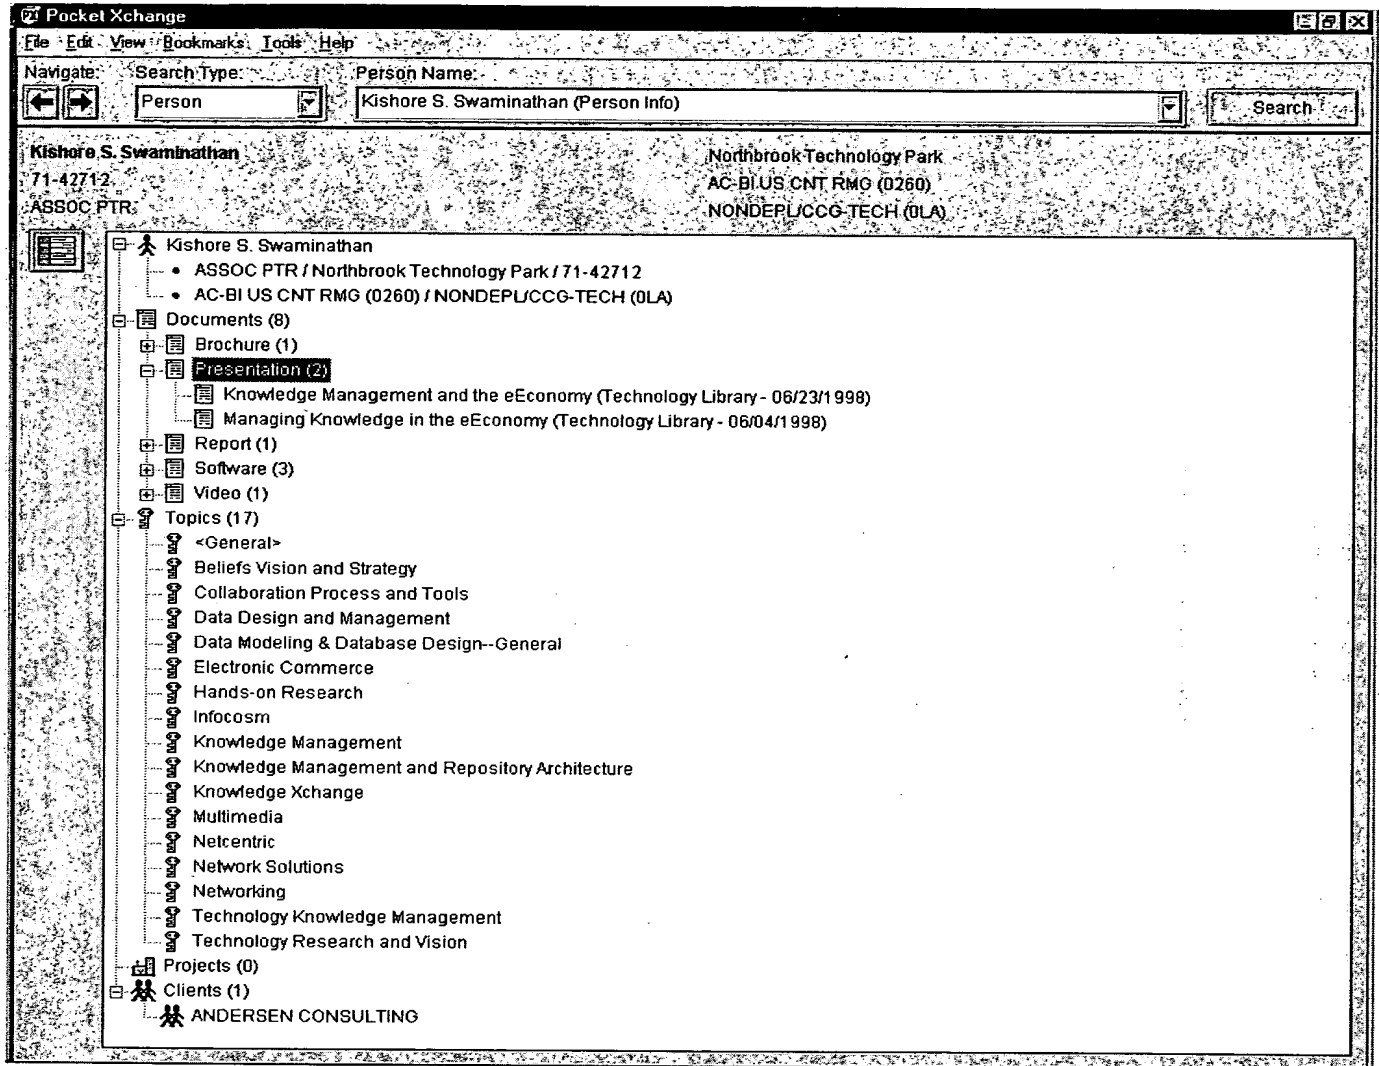 Pocket Xchange
File Edit View Bookmarks Tools Help
Navigate: Search Type: Person Name:
Person Kishore S. Swaminathan (Person Info) Search
Kishore S. Swaminathan Northbrook Technology Park
71-42712 AC-BI US CNT RMG (0260)
ASSOC PTR NONDEPL/CCG-TECH (0LA)
Kishore S. Swaminathan
• ASSOC PTR / Northbrook Technology Park / 71-42712
• AC-BI US CNT RMG (0260) / NONDEPL/CCG-TECH (0LA)
Documents (8)
Brochure (1)
Presentation (2)
Knowledge Management and the eEconomy (Technology Library - 06/23/1998)
Managing Knowledge in the eEconomy (Technology Library - 06/04/1998)
Report (1)
Software (3)
Video (1)
Topics (17)
<General>
Beliefs Vision and Strategy
Collaboration Process and Tools
Data Design and Management
Data Modeling & Database Design--General
Electronic Commerce
Hands-on Research
Infocosm
Knowledge Management
Knowledge Management and Repository Architecture
Knowledge Xchange
Multimedia
Netcentric
Network Solutions
Networking
Technology Knowledge Management
Technology Research and Vision
Projects (0)
Clients (1)
ANDERSEN CONSULTING